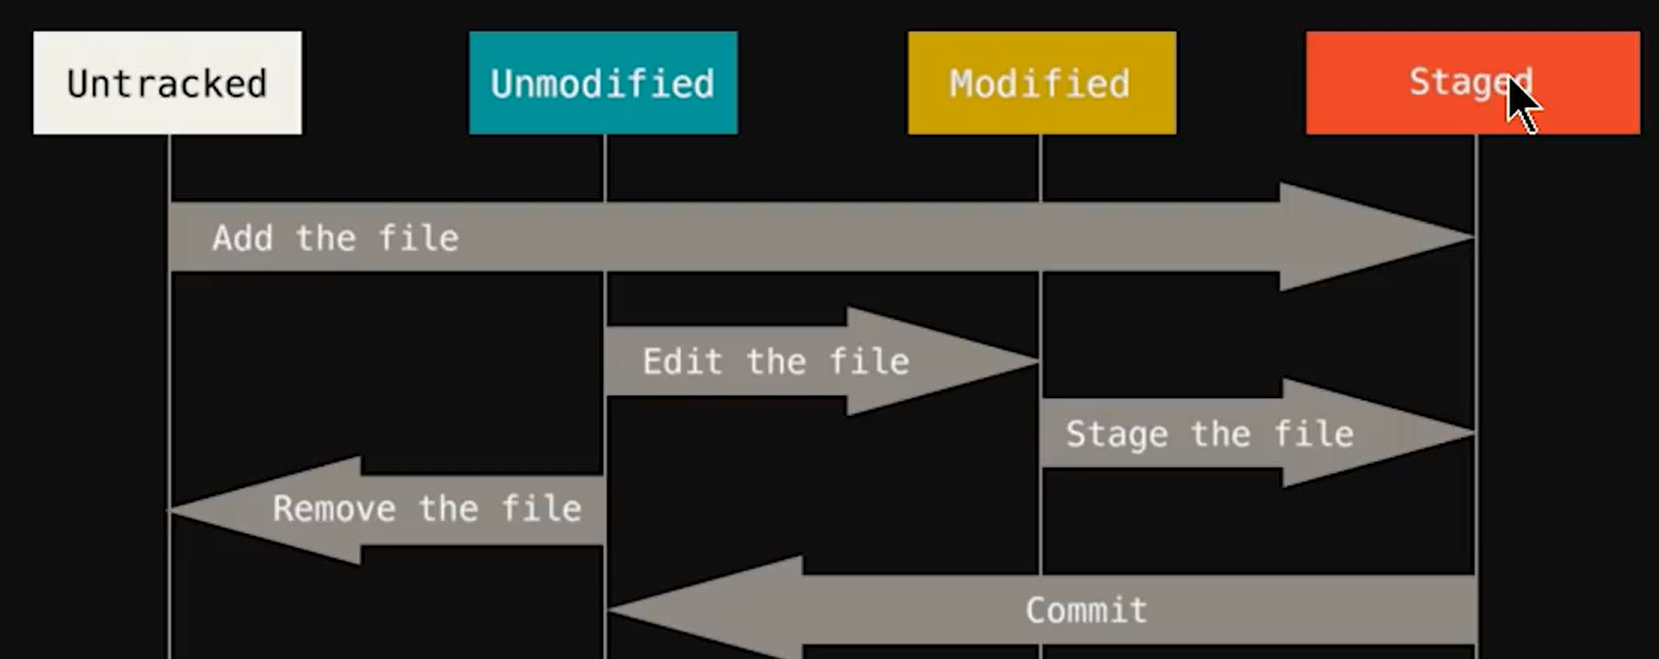 Untracked
Unmodified
Modified
Staged
Add the file
Edit the file
Stage the file
Remove the file
Commit